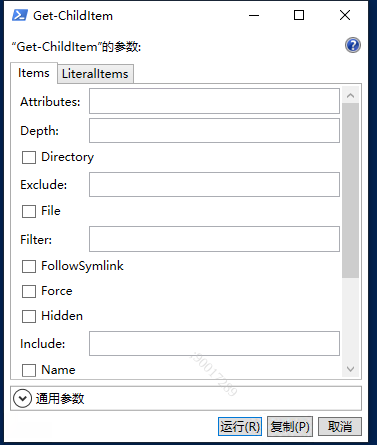 Get-ChildItem
“Get-ChildItem”的参数:
Items LiteralItems
Attributes:
Depth:
Directory
Exclude:
File
Filter:
FollowSymlink
Force
Hidden
Include:
Name
通用参数
运行(R) 复制(P) 取消